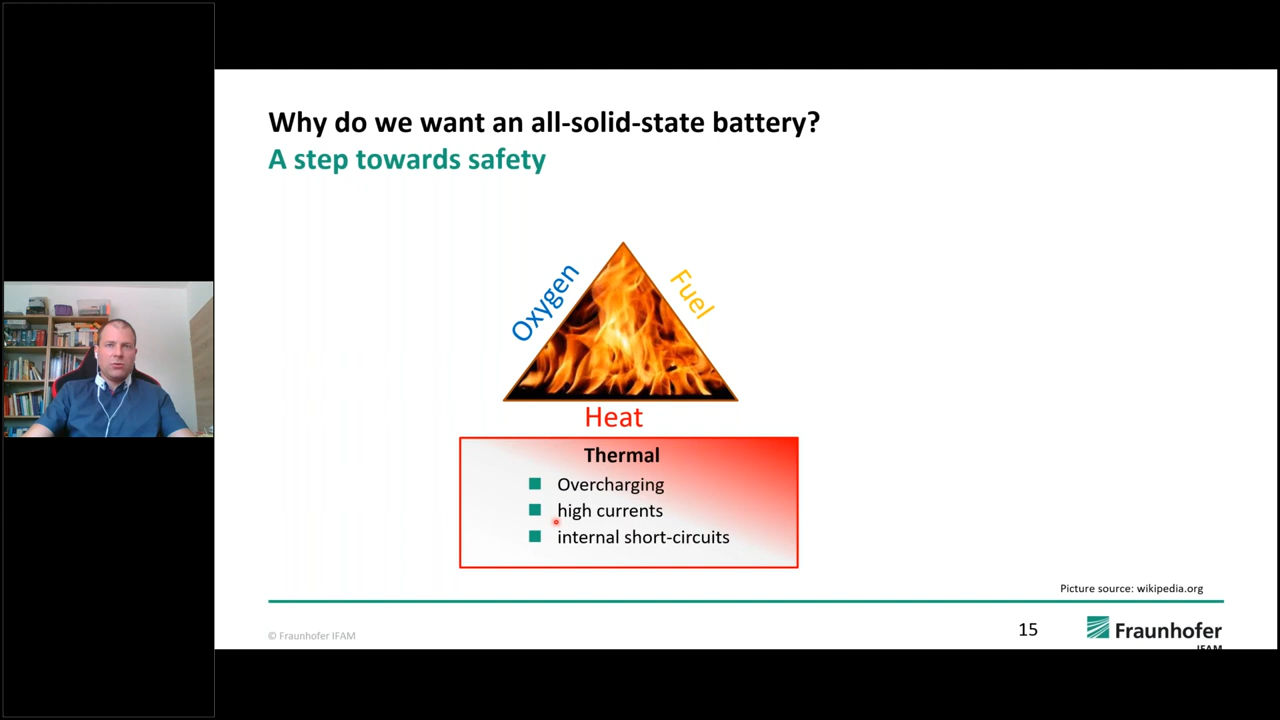 Why do we want an all-solid-state battery?
A step towards safety
Oxygen
Fuel
Heat
Thermal
Overcharging
high currents
internal short-circuits
Picture source: wikipedia.org
© Fraunhofer IFAM
15
Fraunhofer
IFAM